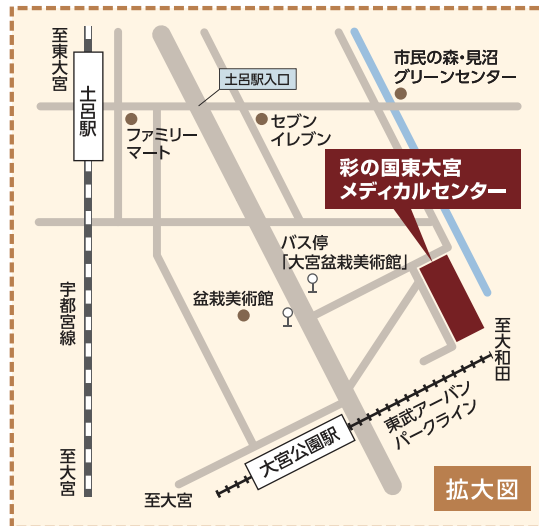 至東大宮
土呂駅
土呂駅入口
市民の森・見沼
グリーンセンター
ファミリー
マート
セブン
イレブン
彩の国東大宮
メディカルセンター
バス停
「大宮盆栽美術館」
盆栽美術館
宇都宮線
至大和田
東武アーバン
パークライン
大宮公園駅
至大宮
至大宮
拡大図